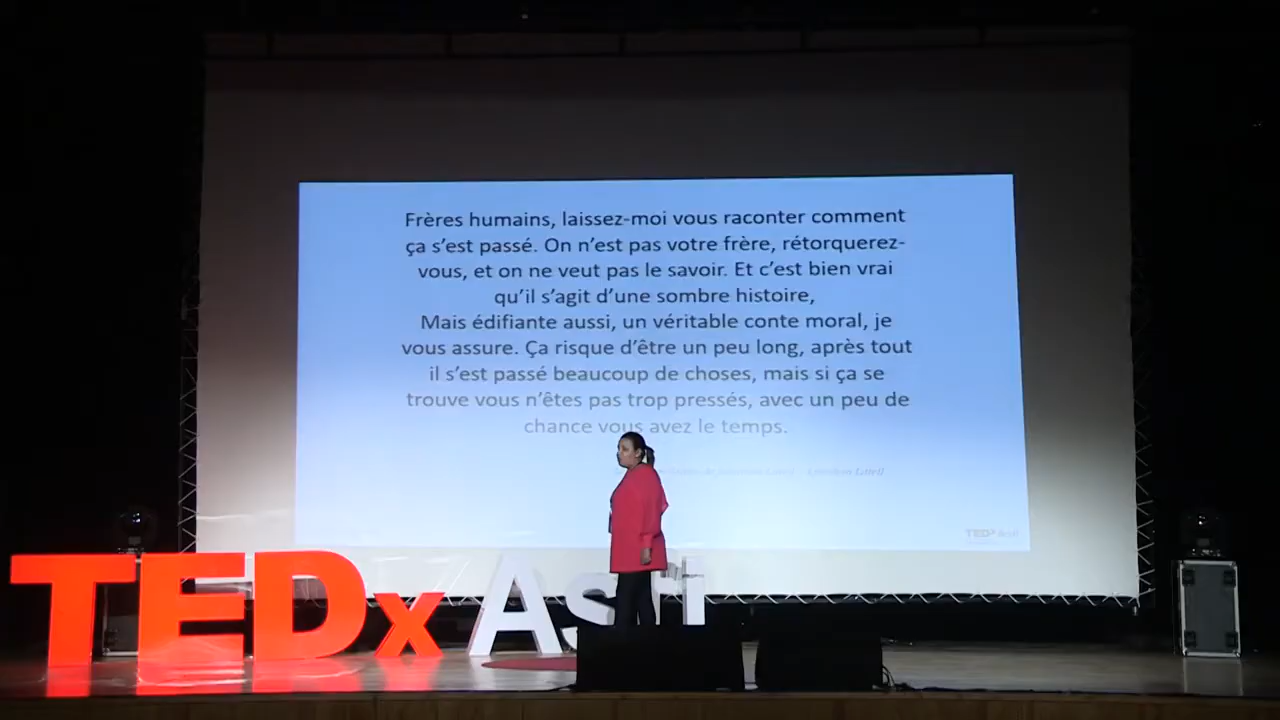 Frères humains, laissez-moi vous raconter comment
ça s’est passé. On n’est pas votre frère, rétorquerez-
vous, et on ne veut pas le savoir. Et c’est bien vrai
qu’il s’agit d’une sombre histoire,
Mais édifiante aussi, un véritable conte moral, je
vous assure. Ça risque d’être un peu long, après tout
il s’est passé beaucoup de choses, mais si ça se
trouve vous n’êtes pas trop pressés, avec un peu de
chance vous avez le temps.
TEDx
TEDx